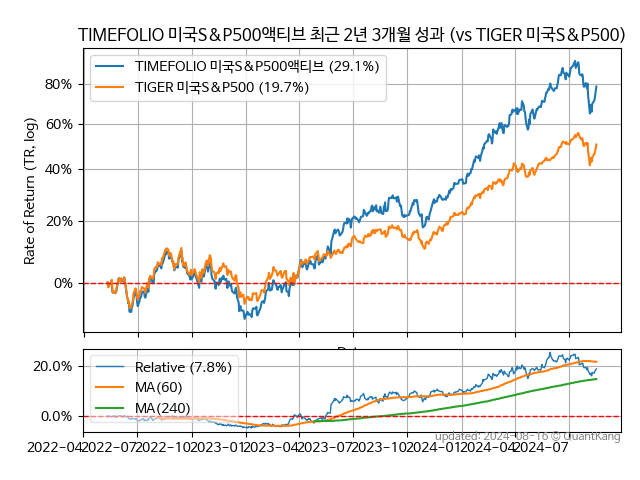 TIMEFOLIO 미국S&P500액티브 최근 2년 3개월 성과 (vs TIGER 미국S&P500)
TIMEFOLIO 미국S&P500액티브 (29.1%)
TIGER 미국S&P500 (19.7%)
Rate of Return (TR, log)
80%
60%
40%
20%
0%
20.0%
0.0%
Relative (7.8%)
MA(60)
MA(240)
2022-04 2022-07 2022-10 2023-01 2023-04 2023-07 2023-10 2024-01 2024-04 2024-07
updated: 2024-08-16 © QuantKang